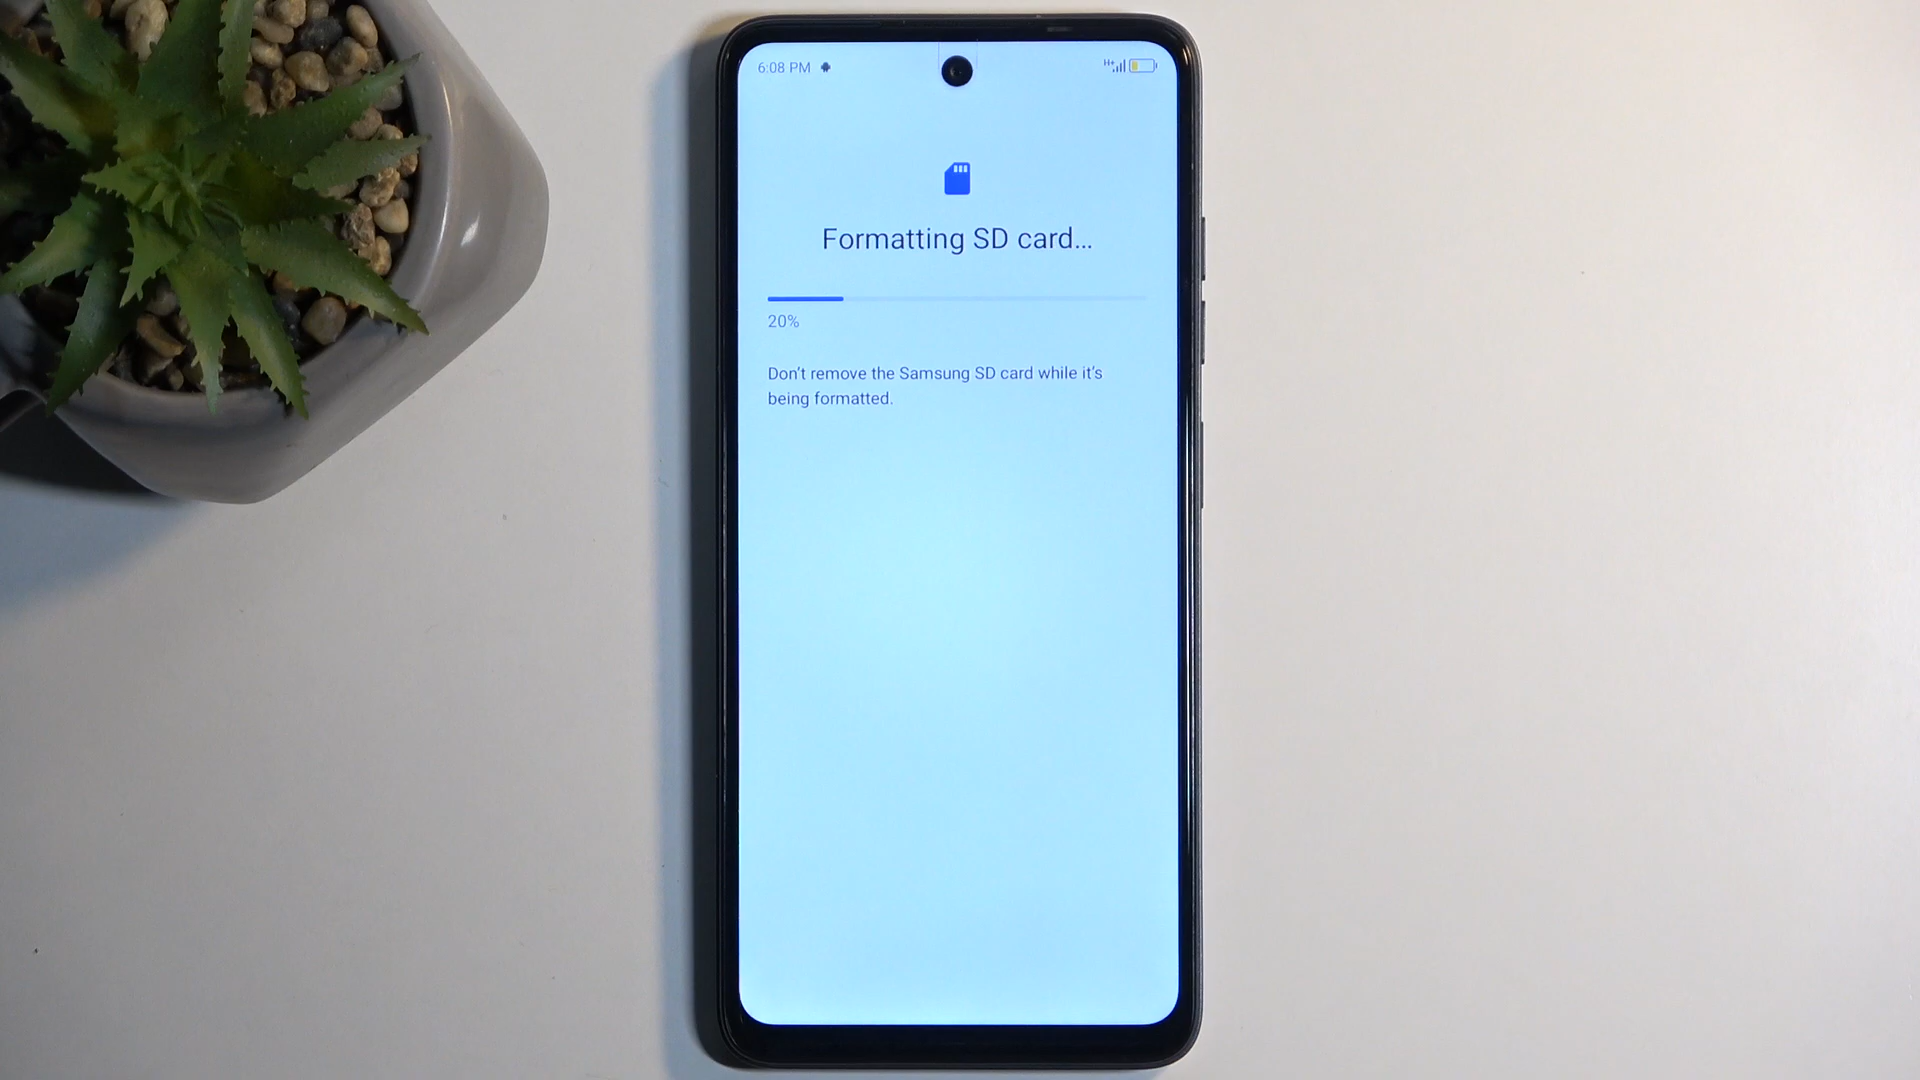 6:08 PM
H+
Formatting SD card…
20%
Don't remove the Samsung SD card while it's
being formatted.